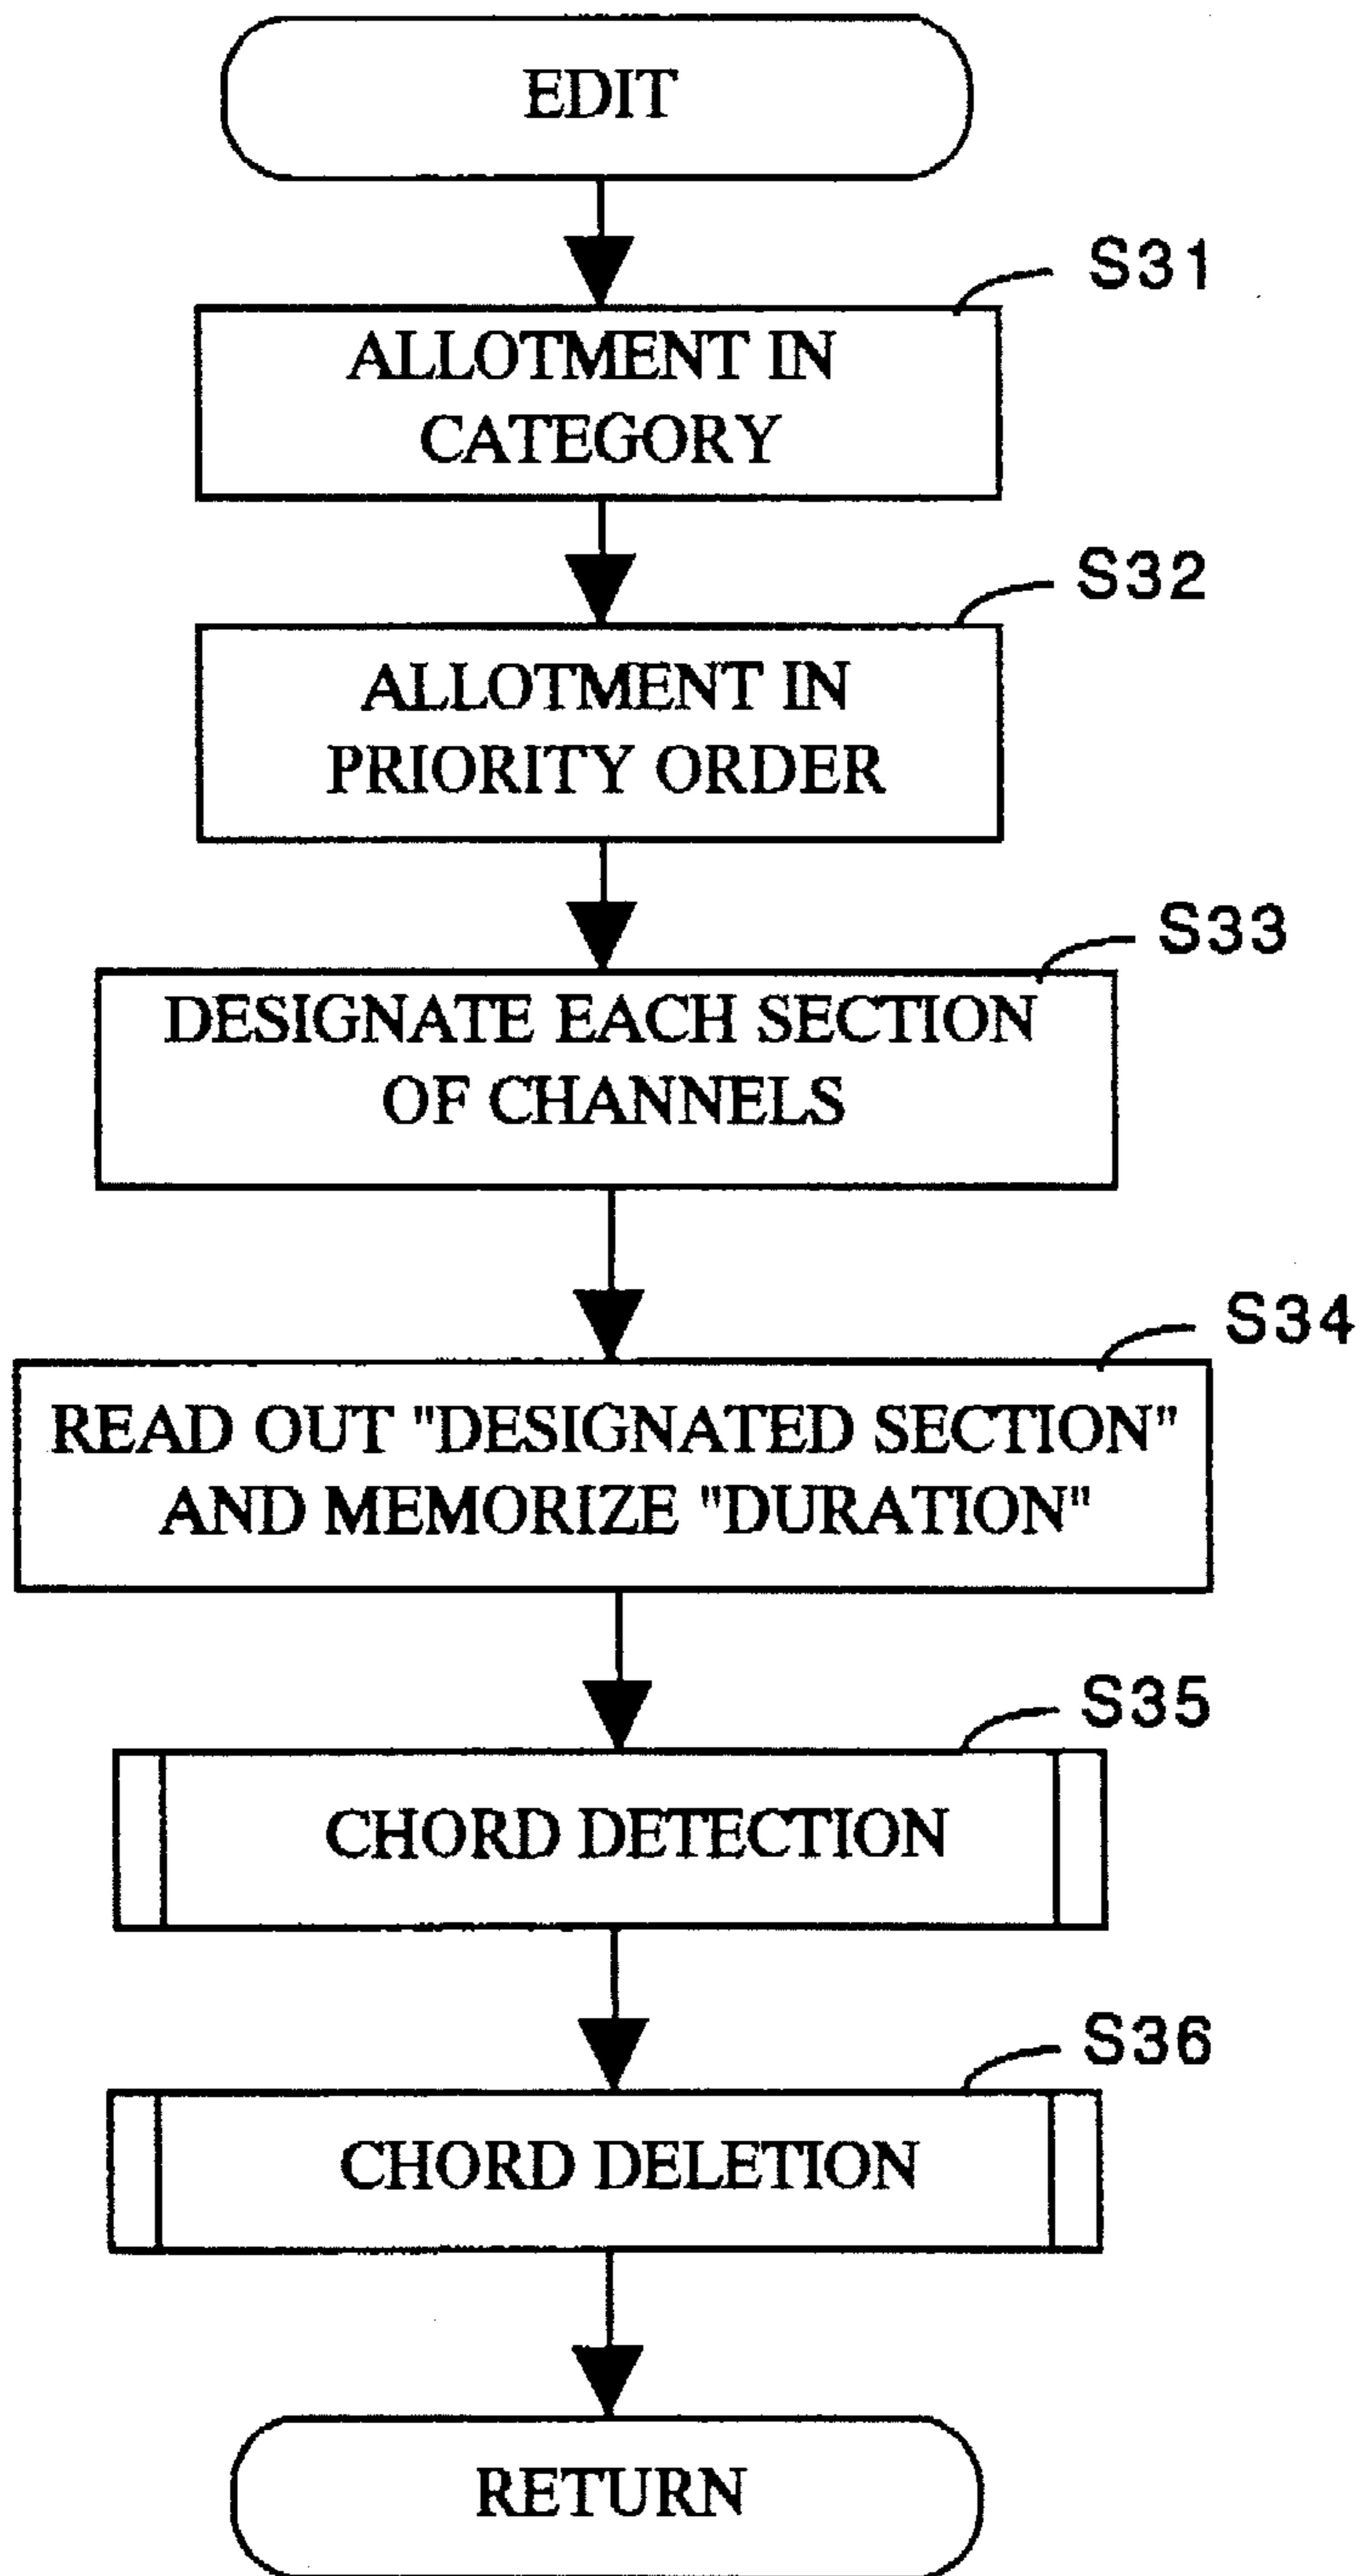 EDIT
S31
ALLOTMENT IN
CATEGORY
S32
ALLOTMENT IN
PRIORITY ORDER
S33
DESIGNATE EACH SECTION
OF CHANNELS
S34
READ OUT "DESIGNATED SECTION"
AND MEMORIZE "DURATION"
S35
CHORD DETECTION
S36
CHORD DELETION
RETURN